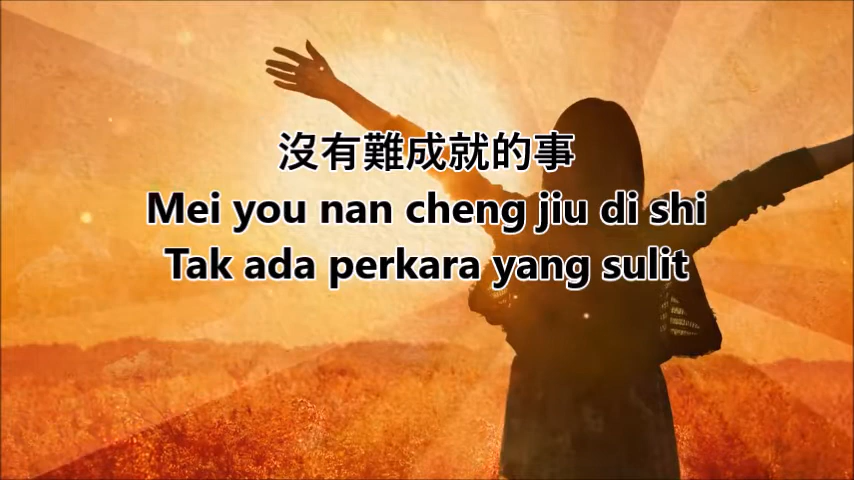 沒有難成就的事
Mei you nan cheng jiu di shi
Tak ada perkara yang sulit